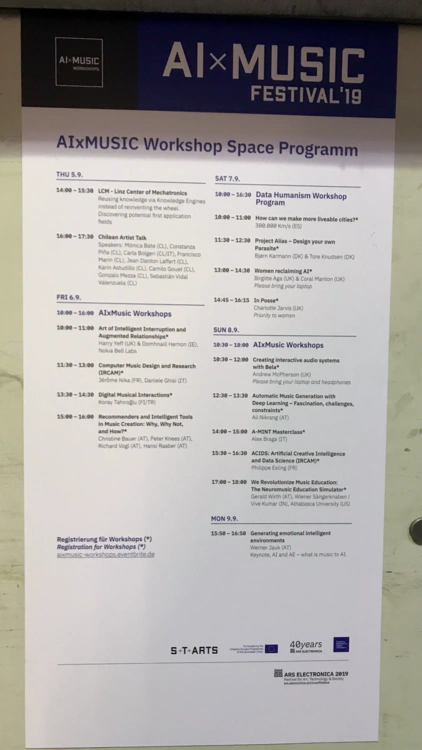 AI×MUSIC
WORKSHOPS
AI×MUSIC
FESTIVAL'19
AIxMUSIC Workshop Space Programm
THU 5.9.
14:00 – 15:30 LCM - Linz Center of Mechatronics
Reusing knowledge via Knowledge Engines
instead of reinventing the wheel.
Discovering potential first application
fields
16:00 – 17:30 Chilean Artist Talk
Speakers: Mónica Bate (CL), Constanza
Piña (CL), Carla Bolgeri (CL/IT), Francisco
Marín (CL), Jean Danton Laffert (CL),
Karin Astudillo (CL), Camilo Gouet (CL),
Gonzalo Mezza (CL), Sebastián Vidal
Valenzuela (CL)
FRI 6.9.
10:00 – 16:00 AIxMusic Workshops
10:00 – 11:00 Art of Intelligent Interruption and
Augmented Relationships*
Harry Yeff (UK) & Domhnaill Hernon (IE),
Nokia Bell Labs
11:30 – 13:00 Computer Music Design and Research
(IRCAM)*
Jérôme Nika (FR), Daniele Ghisi (IT)
13:30 – 14:30 Digital Musical Interactions*
Koray Tahiroğlu (FI/TR)
15:00 – 16:00 Recommenders and Intelligent Tools
in Music Creation: Why, Why Not,
and How?*
Christine Bauer (AT), Peter Knees (AT),
Richard Vogl (AT), Hansi Raber (AT)
Registrierung für Workshops (*)
Registration for Workshops (*)
aixmusic-workshops.eventbrite.de
SAT 7.9.
10:00 – 16:30 Data Humanism Workshop
Program
10:00 – 11:00 How can we make more liveable cities?*
300.000 Km/s (ES)
11:30 – 12:30 Project Alias – Design your own
Parasite*
Bjørn Karmann (DK) & Tore Knudsen (DK)
13:00 – 14:30 Women reclaiming AI*
Birgitte Aga (UK) & Coral Manton (UK)
Please bring your laptop
14:45 – 16:15 In Posse*
Charlotte Jarvis (UK)
Priority to women
SUN 8.9.
10:30 – 18:00 AIxMusic Workshops
10:30 – 12:00 Creating interactive audio systems
with Bela*
Andrew McPherson (UK)
Please bring your laptop and headphones
12:30 – 13:30 Automatic Music Generation with
Deep Learning – Fascination, challenges,
constraints*
Ali Nikrang (AT)
14:00 – 15:00 A-MINT Masterclass*
Alex Braga (IT)
15:30 – 16:30 ACIDS: Artificial Creative Intelligence
and Data Science (IRCAM)*
Philippe Esling (FR)
17:00 – 18:00 We Revolutionize Music Education:
The Neuromusic Education Simulator*
Gerald Wirth (AT), Wiener Sängerknaben /
Vive Kumar (IN), Athabasca University (US)
MON 9.9.
15:50 – 16:50 Generating emotional intelligent
environments
Werner Jauk (AT)
Keynote, AI and AE – what is music to AI
S+T+ARTS
40years
ARS ELECTRONICA
ARS ELECTRONICA 2019
Festival for Art, Technology & Society